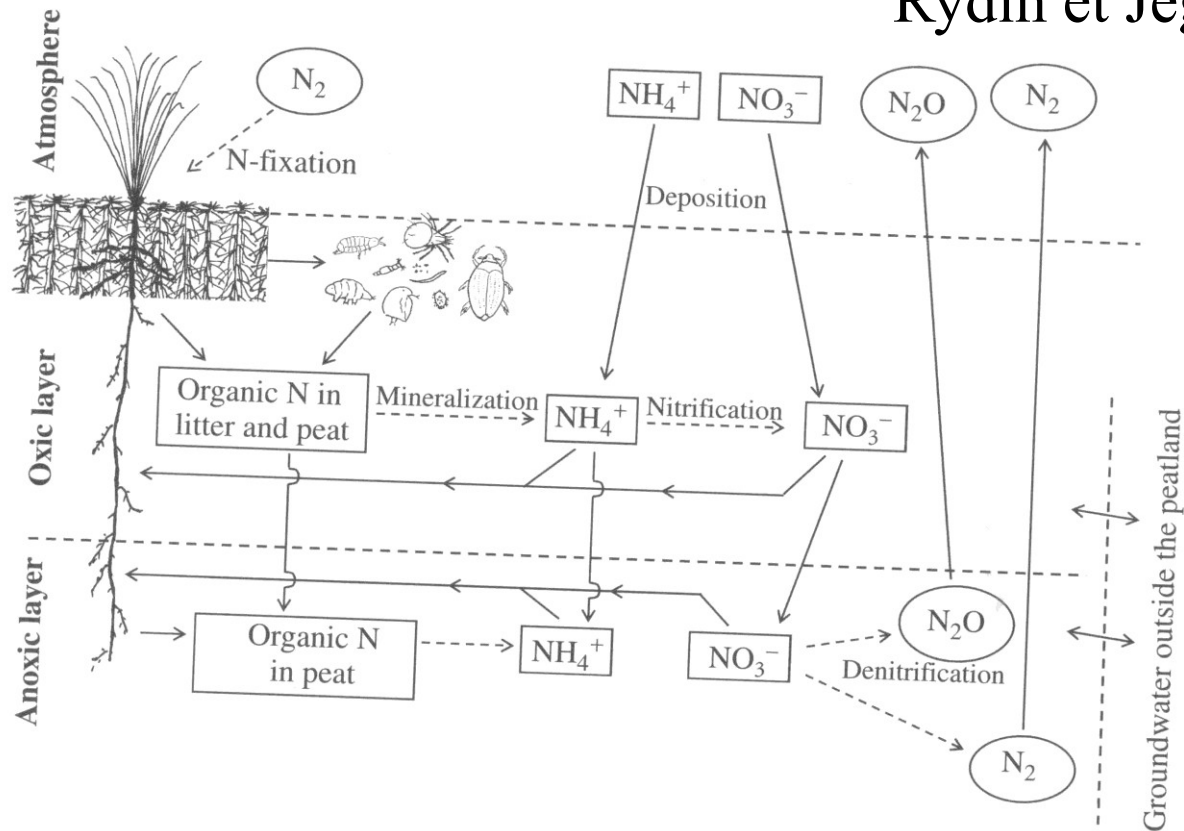 Rydin et Jeg
Atmosphere
N₂
N-fixation
NH₄⁺
NO₃⁻
N₂O
N₂
Deposition
Oxic layer
Organic N in
litter and peat
Mineralization
NH₄⁺
Nitrification
NO₃⁻
Anoxic layer
Organic N
in peat
NH₄⁺
NO₃⁻
N₂O
Denitrification
N₂
Groundwater outside the peatland